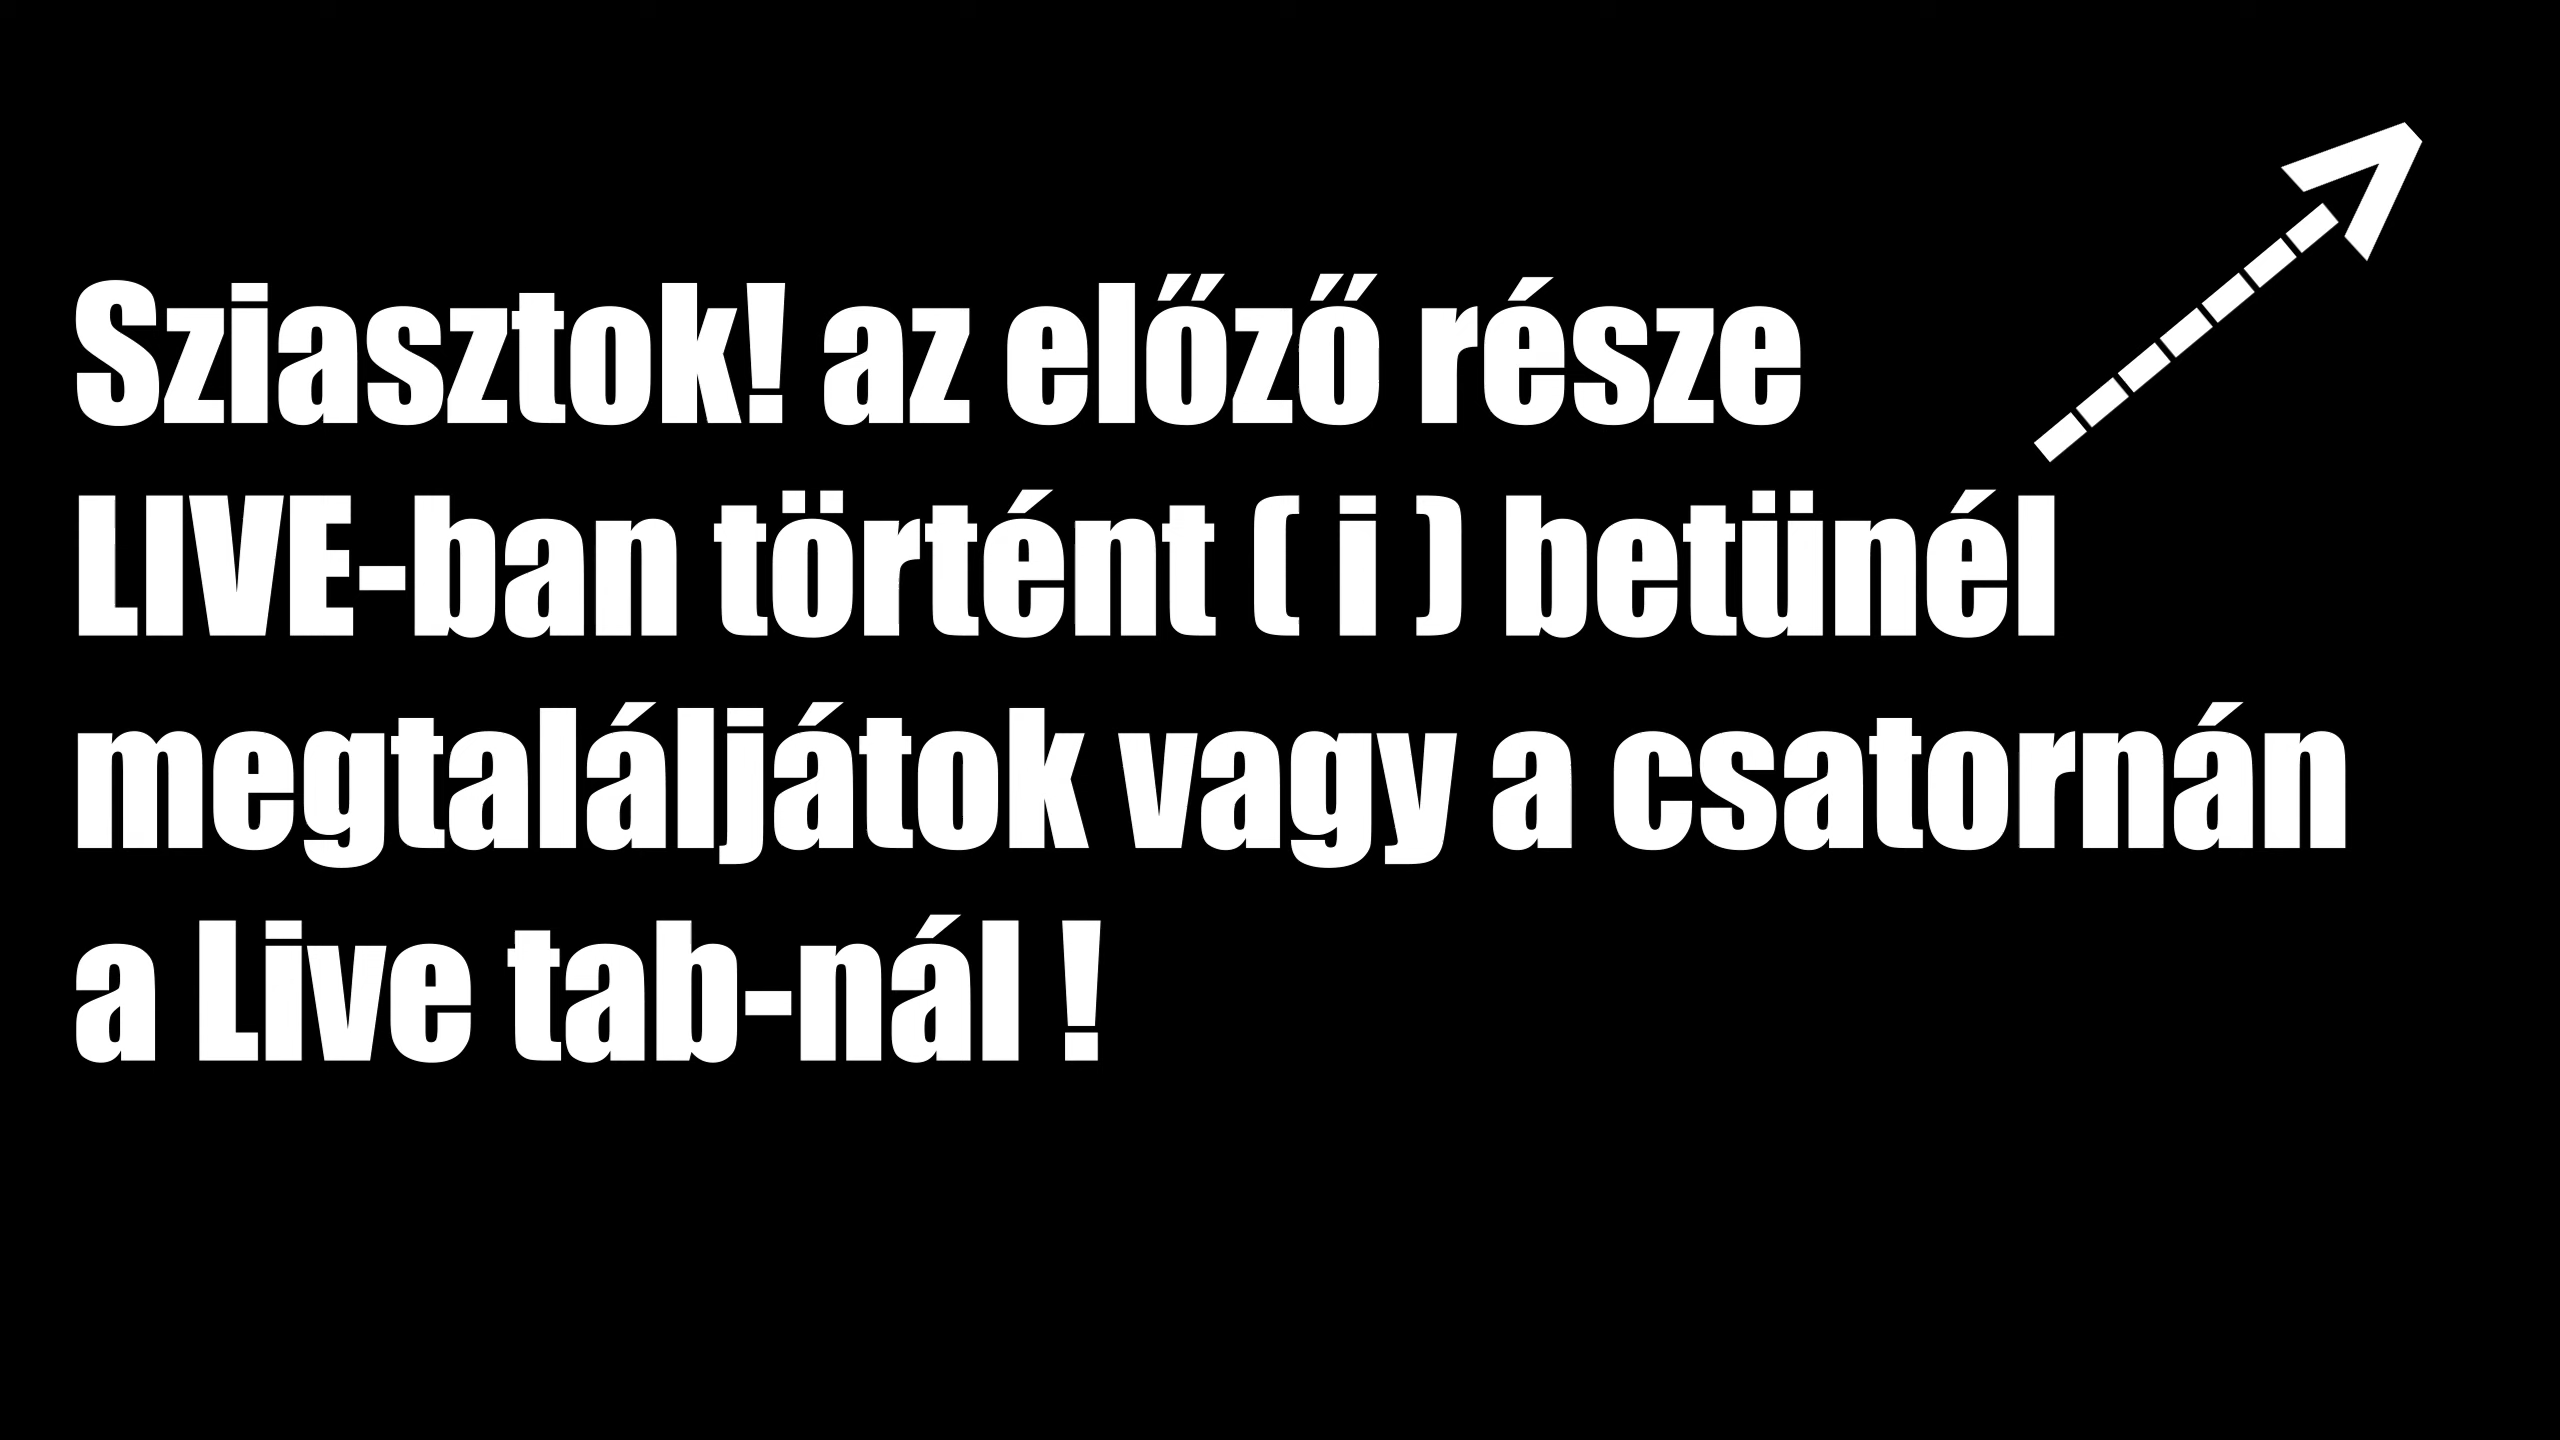 Sziasztok! az előző része
LIVE-ban történt ( i ) betünél
megtaláljátok vagy a csatornán
a Live tab-nál !